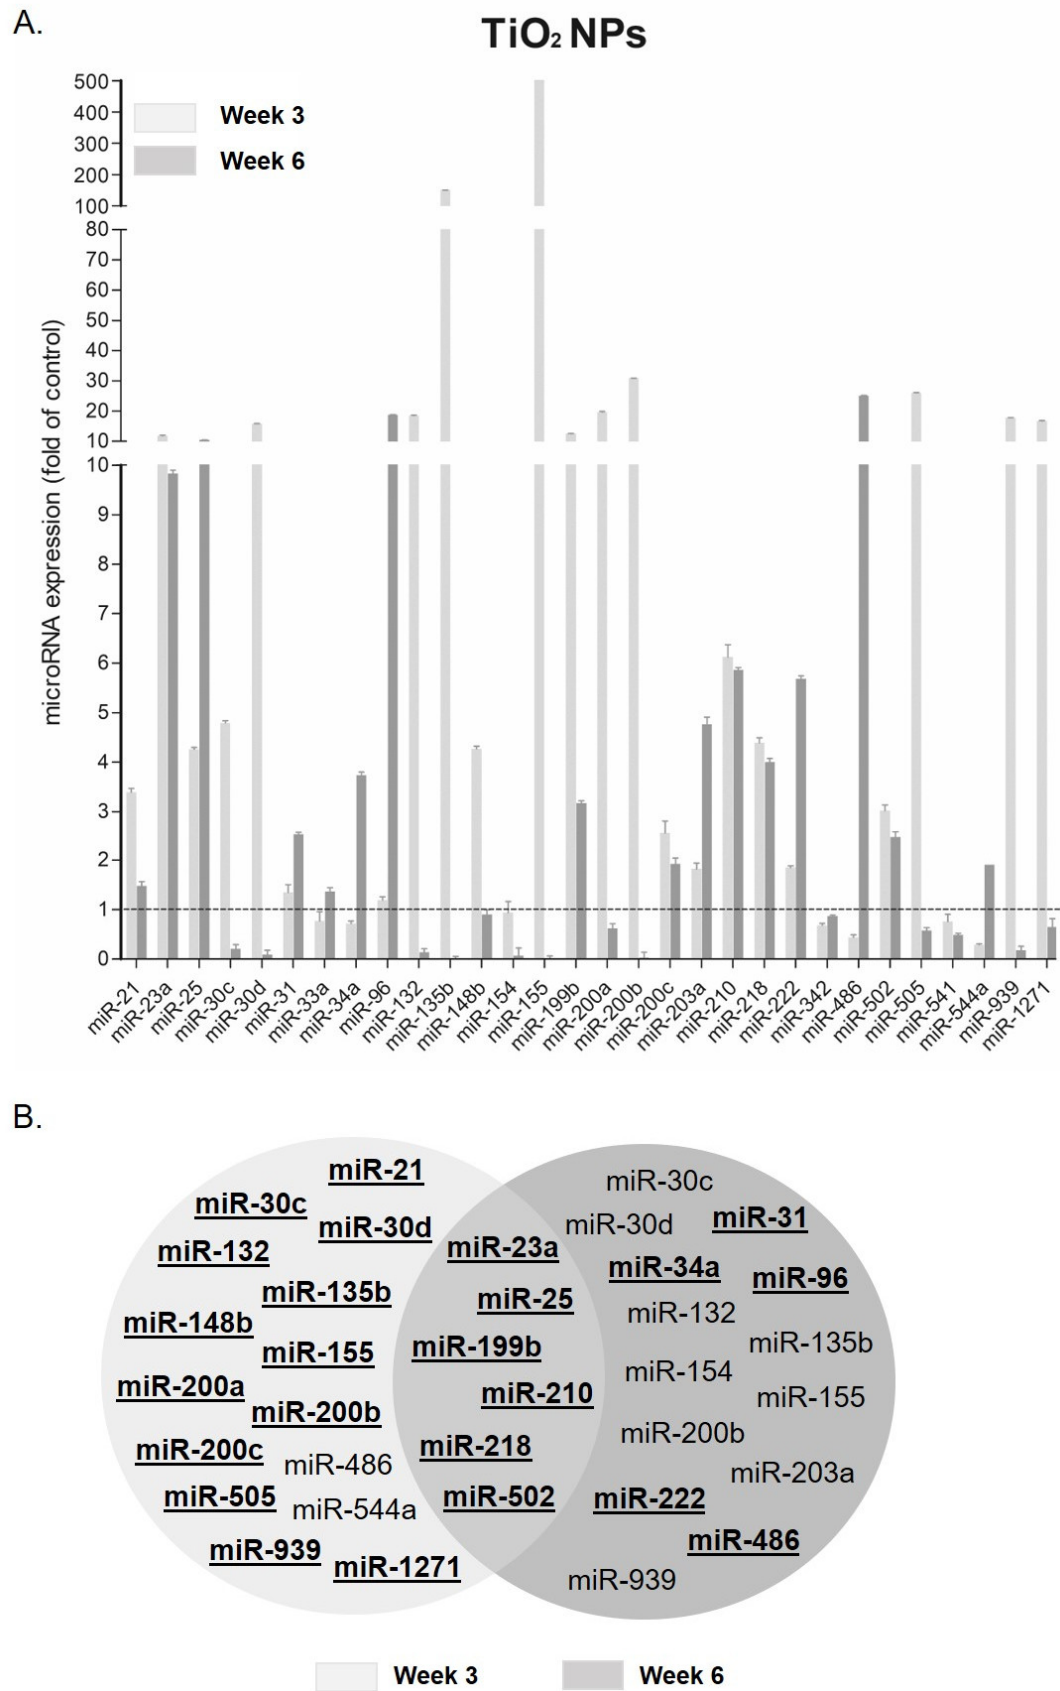 A.
TiO2 NPs
Week 3
Week 6
microRNA expression (fold of control)
500
400
300
200
100
80
70
60
50
40
30
20
10
10
9
8
7
6
5
4
3
2
1
0
miR-21
miR-23a
miR-25
miR-30c
miR-30d
miR-31
miR-33a
miR-34a
miR-96
miR-132
miR-135b
miR-148b
miR-154
miR-155
miR-199b
miR-200a
miR-200b
miR-200c
miR-203a
miR-210
miR-218
miR-222
miR-342
miR-486
miR-502
miR-505
miR-541
miR-544a
miR-939
miR-1271
B.
miR-21
miR-30c
miR-30d
miR-132
miR-135b
miR-148b
miR-155
miR-200a
miR-200b
miR-200c
miR-486
miR-505
miR-544a
miR-939
miR-1271
miR-23a
miR-25
miR-199b
miR-210
miR-218
miR-502
miR-30c
miR-30d
miR-31
miR-34a
miR-96
miR-132
miR-135b
miR-154
miR-155
miR-200b
miR-203a
miR-222
miR-486
miR-939
Week 3
Week 6